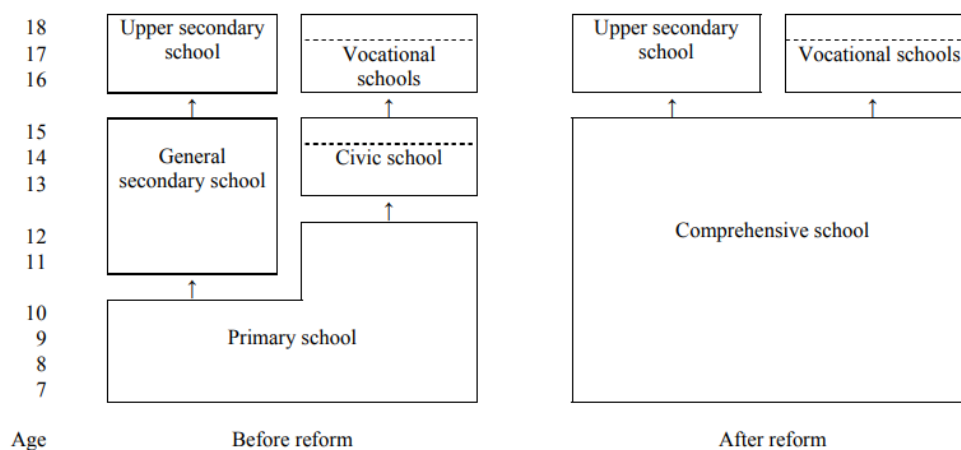 18
17
16
15
14
13
12
11
10
9
8
7
Age
Upper secondary
school
Vocational
schools
General
secondary school
Civic school
Primary school
Before reform
Upper secondary
school
Vocational schools
Comprehensive school
After reform